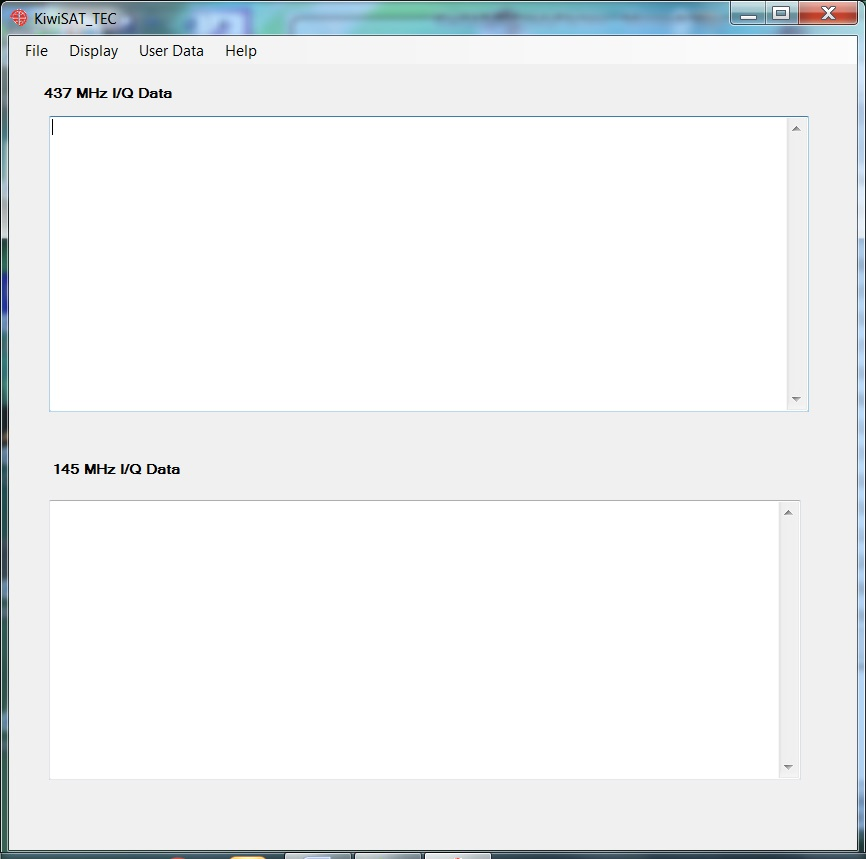 KiwiSAT_TEC
File Display User Data Help
437 MHz I/Q Data
145 MHz I/Q Data